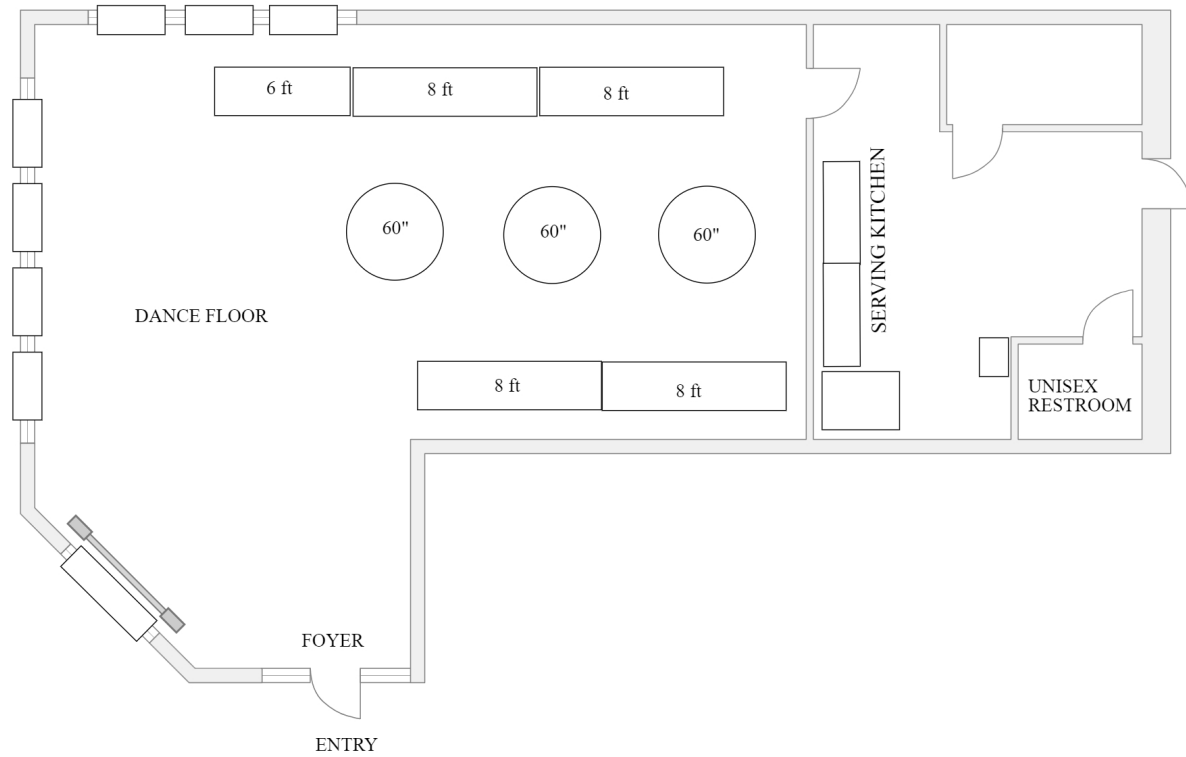 6 ft
8 ft
8 ft
60"
60"
60"
SERVING KITCHEN
DANCE FLOOR
8 ft
8 ft
UNISEX
RESTROOM
FOYER
ENTRY